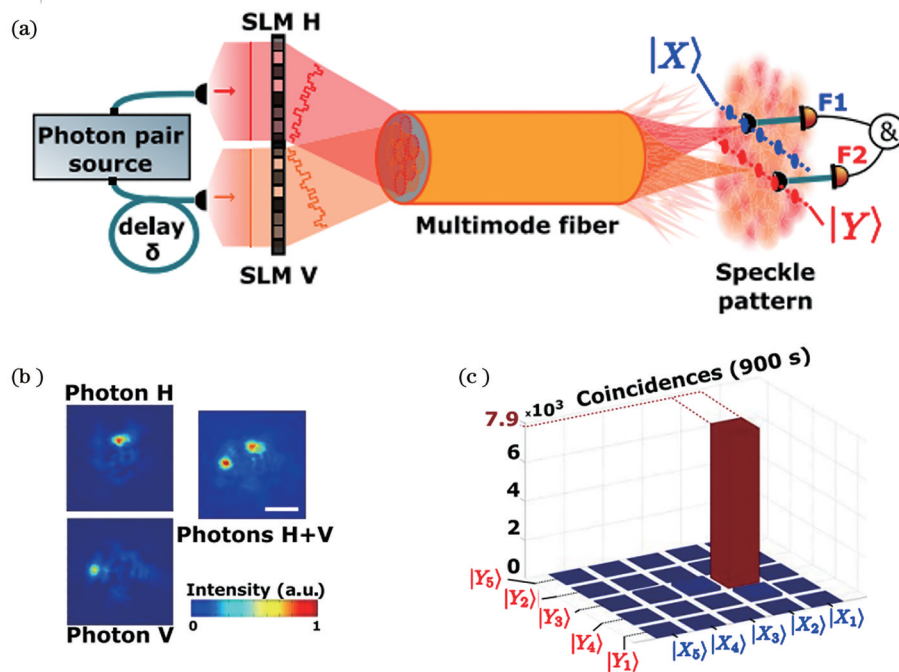 (a)
SLM H
Photon pair
source
delay
δ
SLM V
Multimode fiber
|X⟩
F1
&
F2
|Y⟩
Speckle
pattern
(b)
Photon H
Photons H+V
Photon V
Intensity (a.u.)
0 1
(c)
Coincidences (900 s)
7.9 ×10³
6
4
2
0
|Y5⟩
|Y2⟩
|Y3⟩
|Y4⟩
|Y1⟩
|X5⟩
|X4⟩
|X3⟩
|X2⟩
|X1⟩